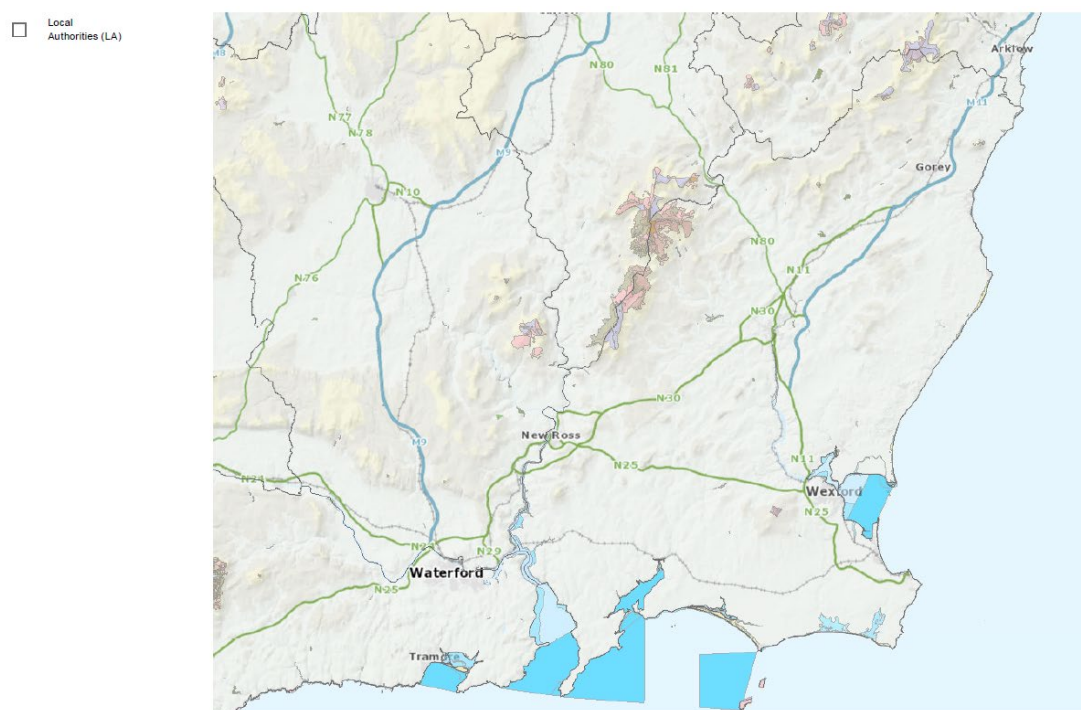 Local
Authorities (LA)
Arklow
N80
N81
M11
N77
N78
M9
Gorey
N10
N80
N76
N11
N30
N30
New Ross
M9
N25
N11
Wexford
N24
N25
N29
Waterford
N25
Tramore